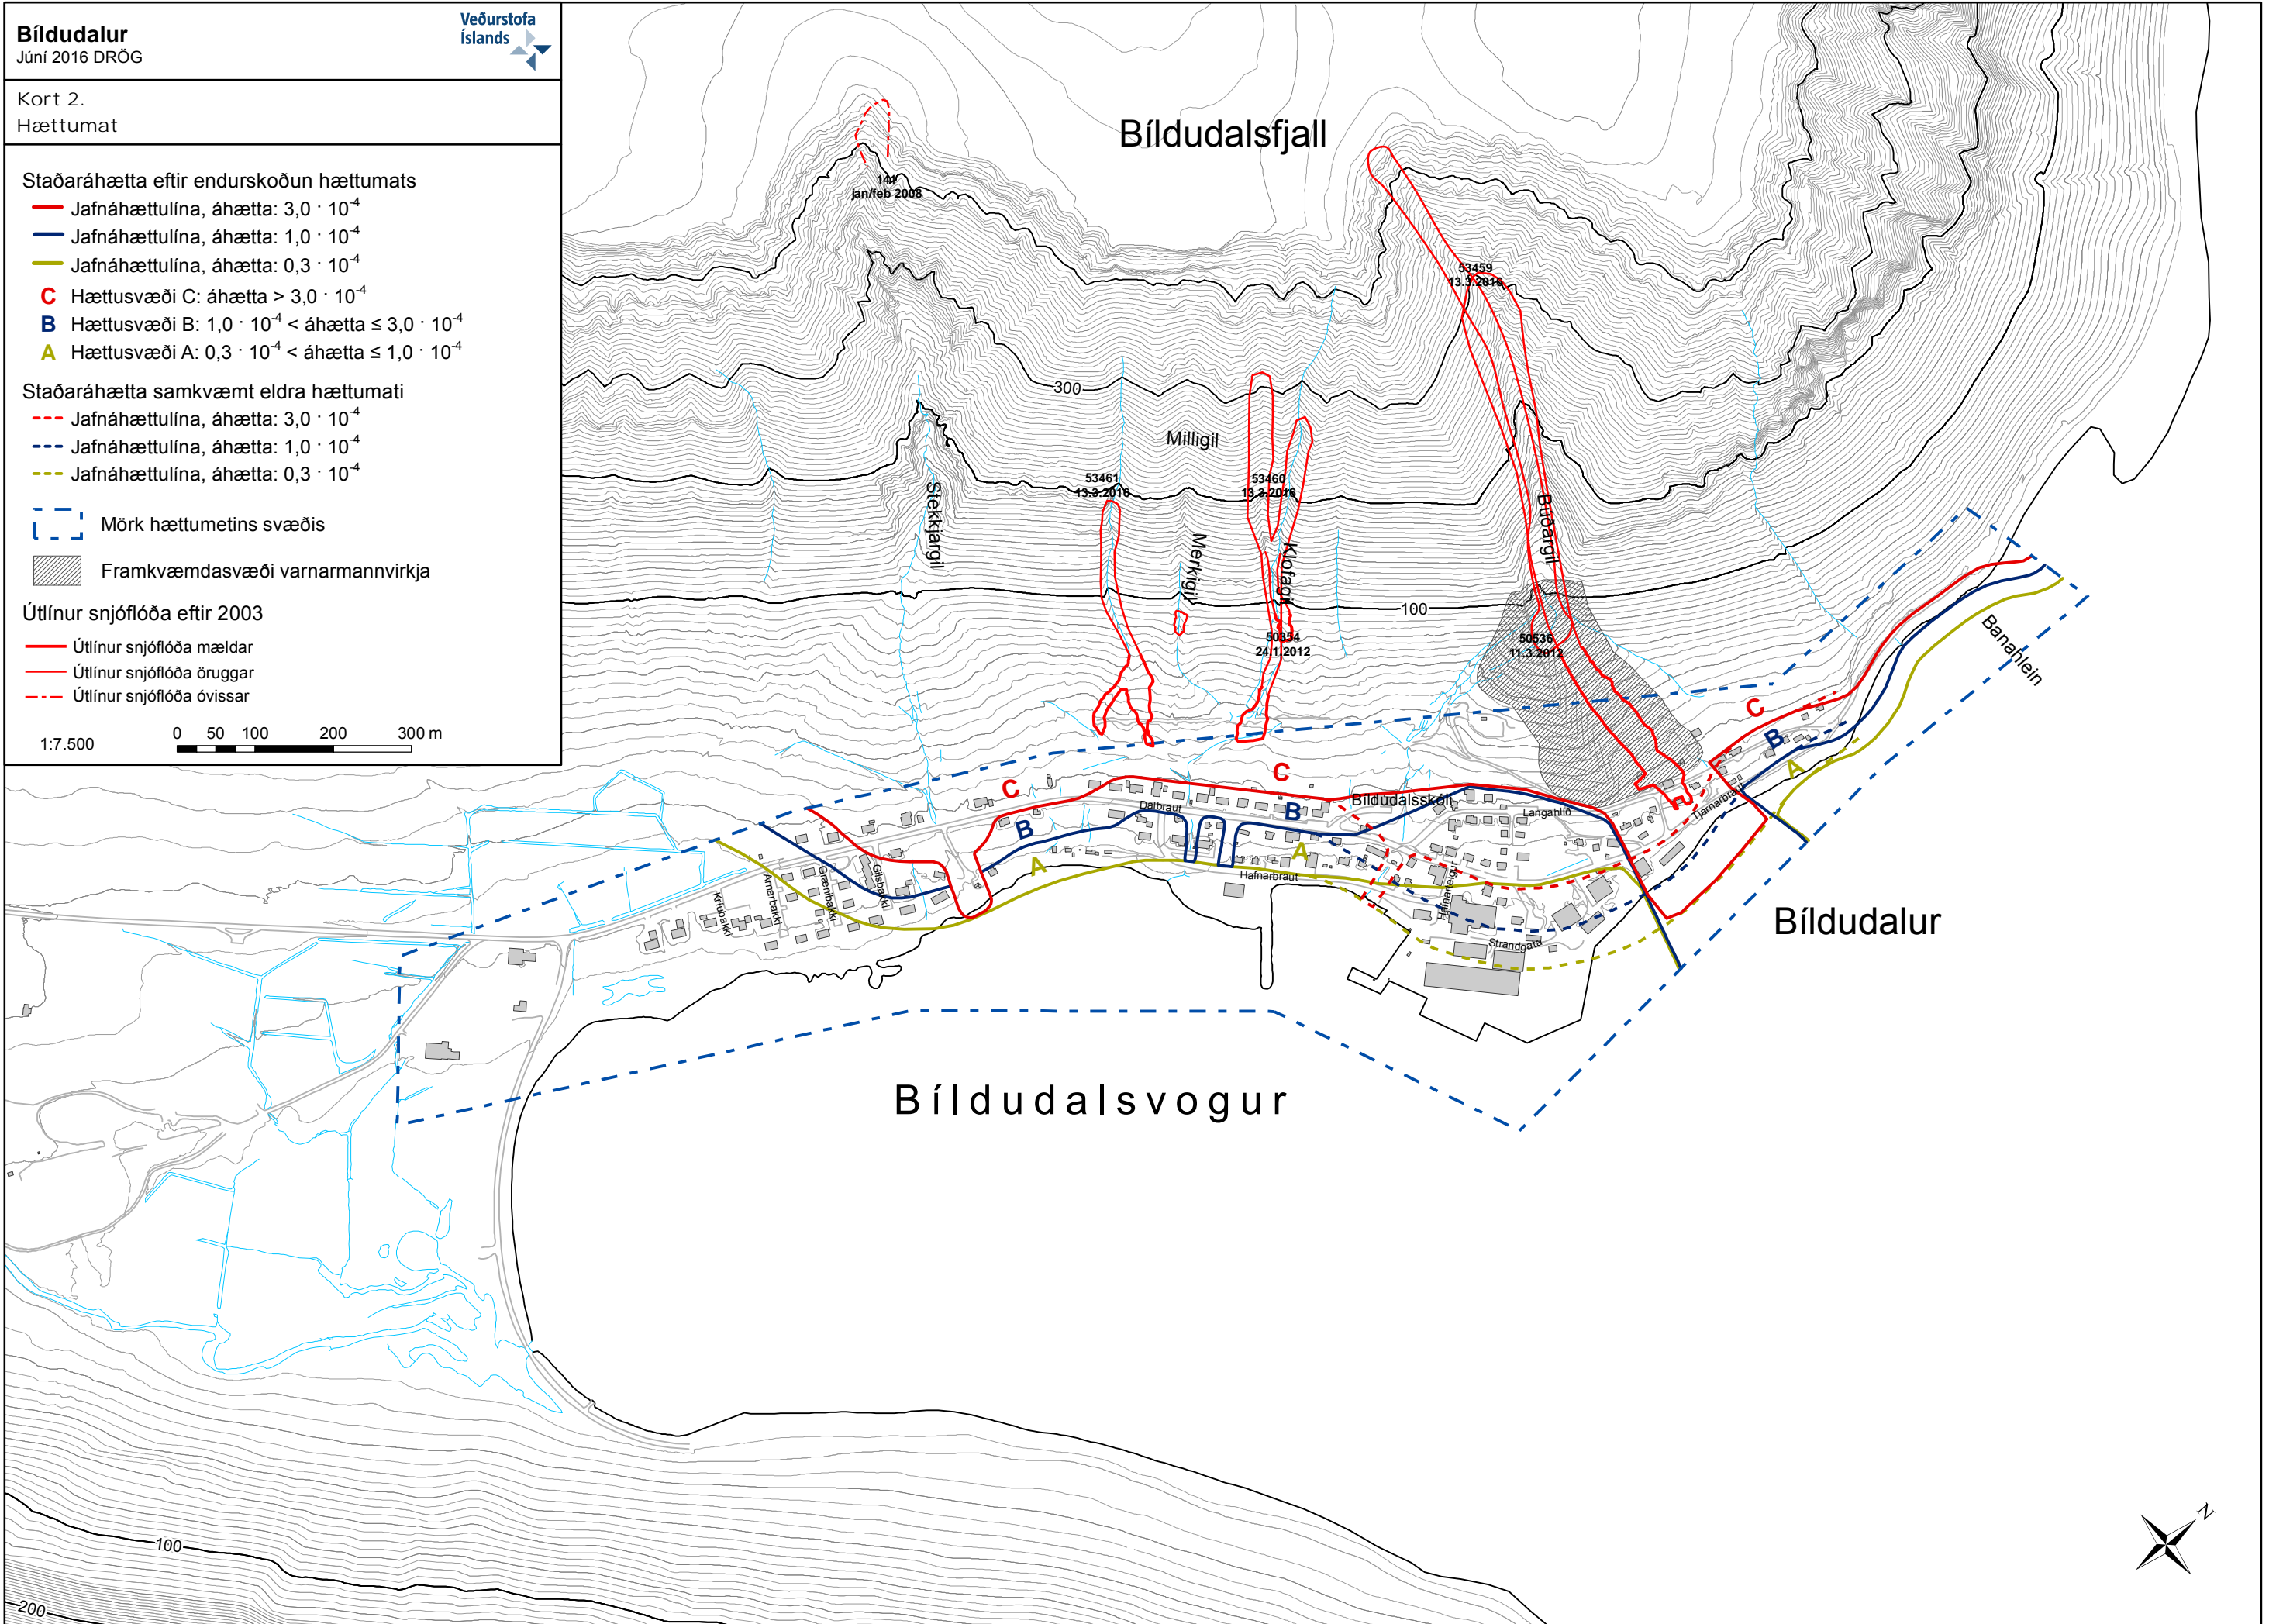 Bíldudalur
Júní 2016 DRÖG
Veðurstofa
Íslands
Kort 2.
Hættumat
Staðaráhætta eftir endurskoðun hættumats
Jafnáhættulína, áhætta: 3,0 · 10⁻⁴
Jafnáhættulína, áhætta: 1,0 · 10⁻⁴
Jafnáhættulína, áhætta: 0,3 · 10⁻⁴
C Hættusvæði C: áhætta > 3,0 · 10⁻⁴
B Hættusvæði B: 1,0 · 10⁻⁴ < áhætta ≤ 3,0 · 10⁻⁴
A Hættusvæði A: 0,3 · 10⁻⁴ < áhætta ≤ 1,0 · 10⁻⁴
Staðaráhætta samkvæmt eldra hættumati
Jafnáhættulína, áhætta: 3,0 · 10⁻⁴
Jafnáhættulína, áhætta: 1,0 · 10⁻⁴
Jafnáhættulína, áhætta: 0,3 · 10⁻⁴
Mörk hættumetins svæðis
Framkvæmdasvæði varnarmannvirkja
Útlínur snjóflóða eftir 2003
Útlínur snjóflóða mældar
Útlínur snjóflóða öruggar
Útlínur snjóflóða óvissar
1:7.500
0 50 100 200 300 m
Bíldudalsfjall
141
jan/feb 2008
53459
13.3.2016
300
Milligil
53461
13.3.2016
53460
13.3.2016
Stekkjargil
Merkigil
Klofagil
Búðargil
100
50354
24.1.2012
50536
11.3.2012
Banahlein
C
B
A
C
B
A
C
B
A
Dalbraut
Bíldudalsskóli
Langahlíð
Tjarnarbraut
Hafnarbraut
Hafnarteigur
Strandgata
Kríubakki
Arnarbakki
Grænibakki
Gilsbakki
Bíldudalur
Bíldudalsvogur
100
200
N